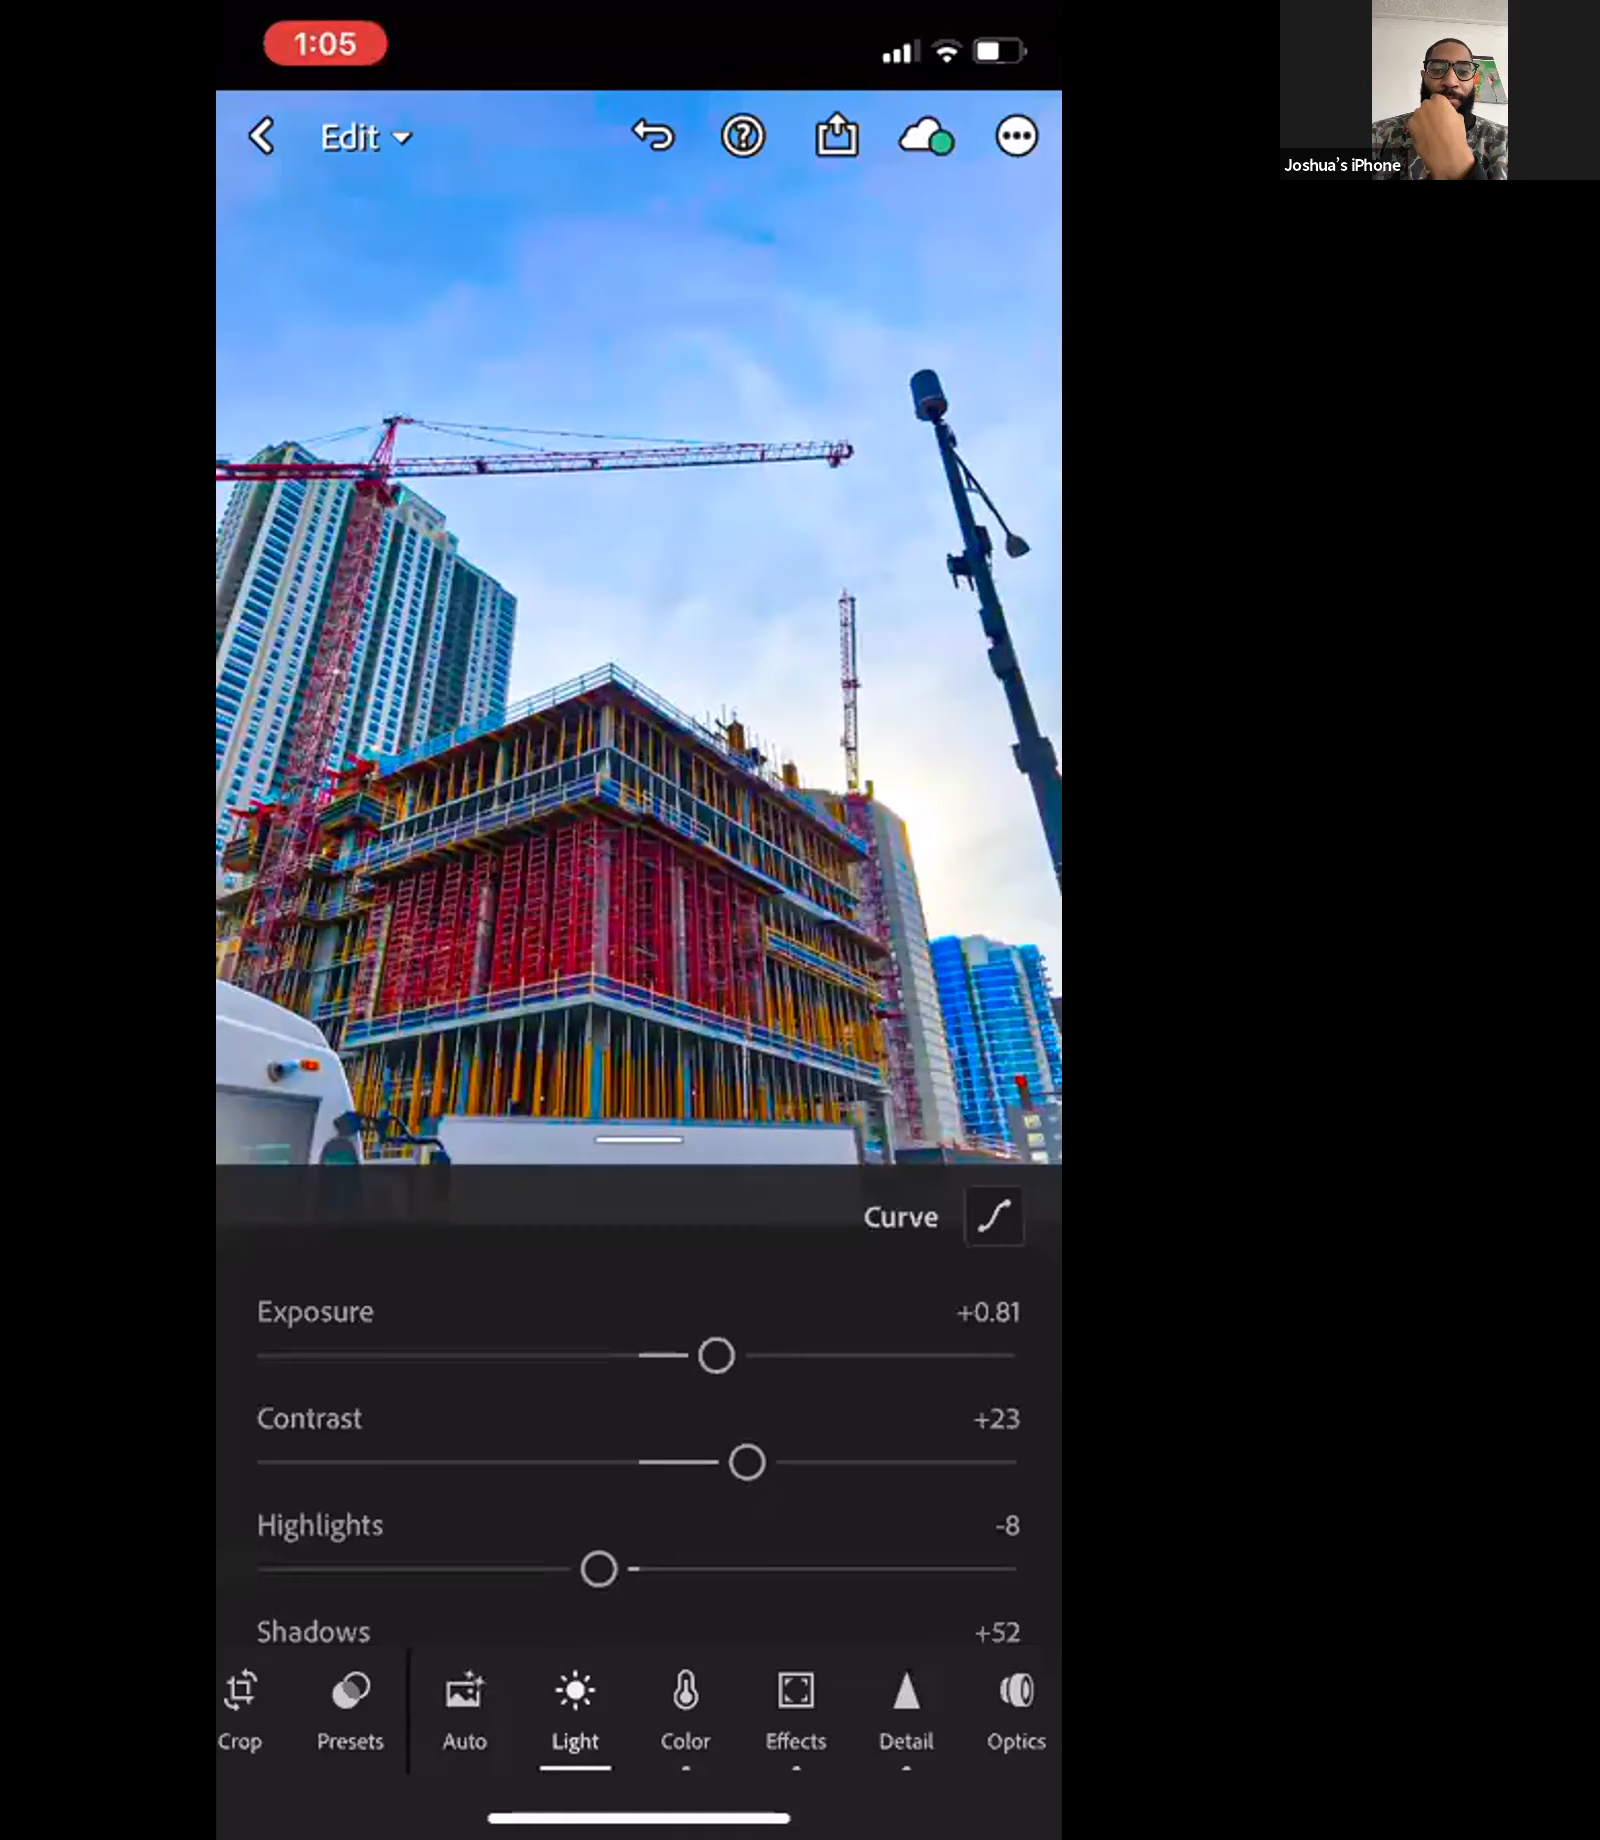 1:05
Joshua's iPhone
Edit
Curve
Exposure +0.81
Contrast +23
Highlights -8
Shadows +52
Crop Presets Auto Light Color Effects Detail Optics